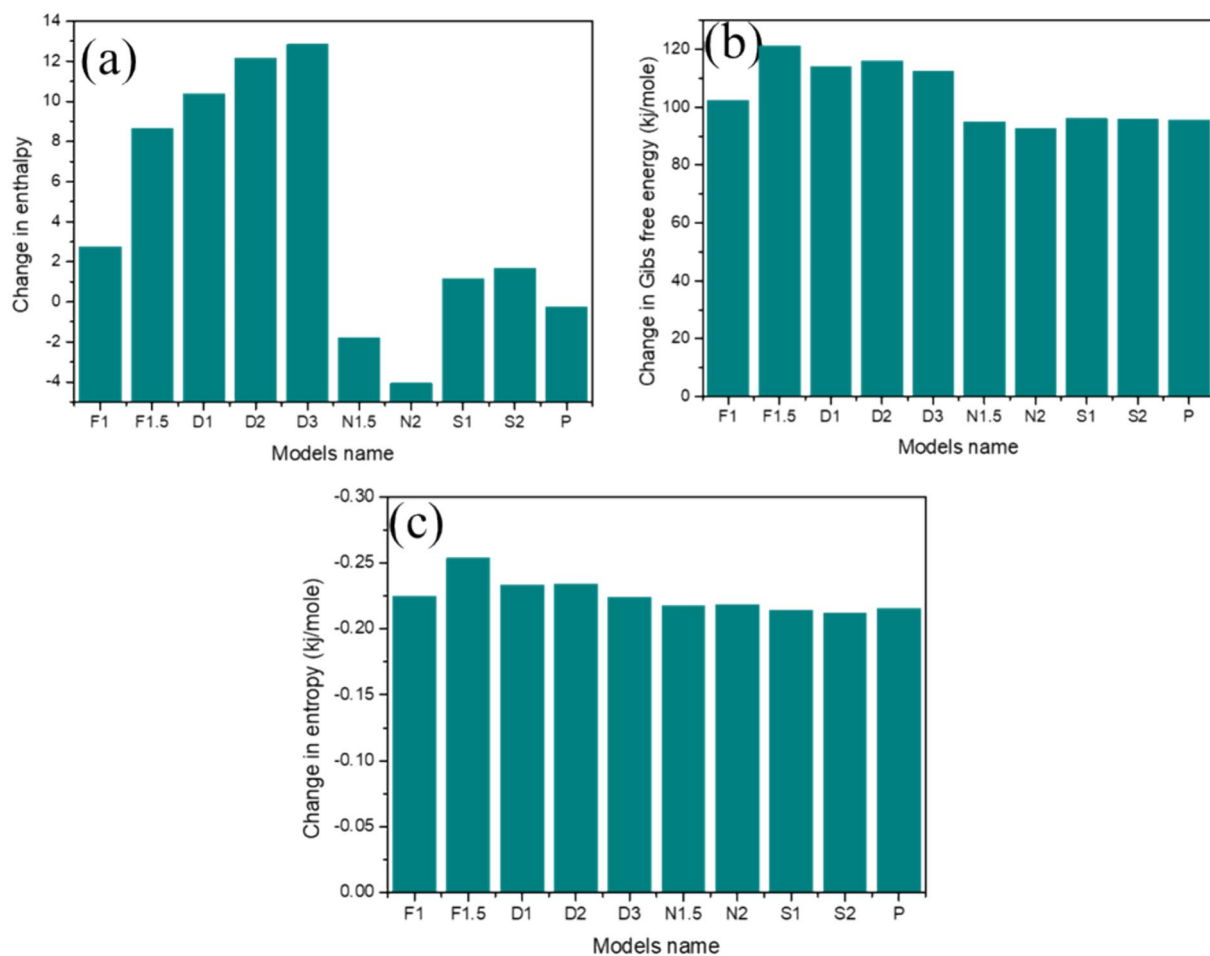 (a)
Change in enthalpy
14
12
10
8
6
4
2
0
-2
-4
F1 F1.5 D1 D2 D3 N1.5 N2 S1 S2 P
Models name
(b)
Change in Gibs free energy (kj/mole)
120
100
80
60
40
20
0
F1 F1.5 D1 D2 D3 N1.5 N2 S1 S2 P
Models name
(c)
Change in entropy (kj/mole)
-0.30
-0.25
-0.20
-0.15
-0.10
-0.05
0.00
F1 F1.5 D1 D2 D3 N1.5 N2 S1 S2 P
Models name